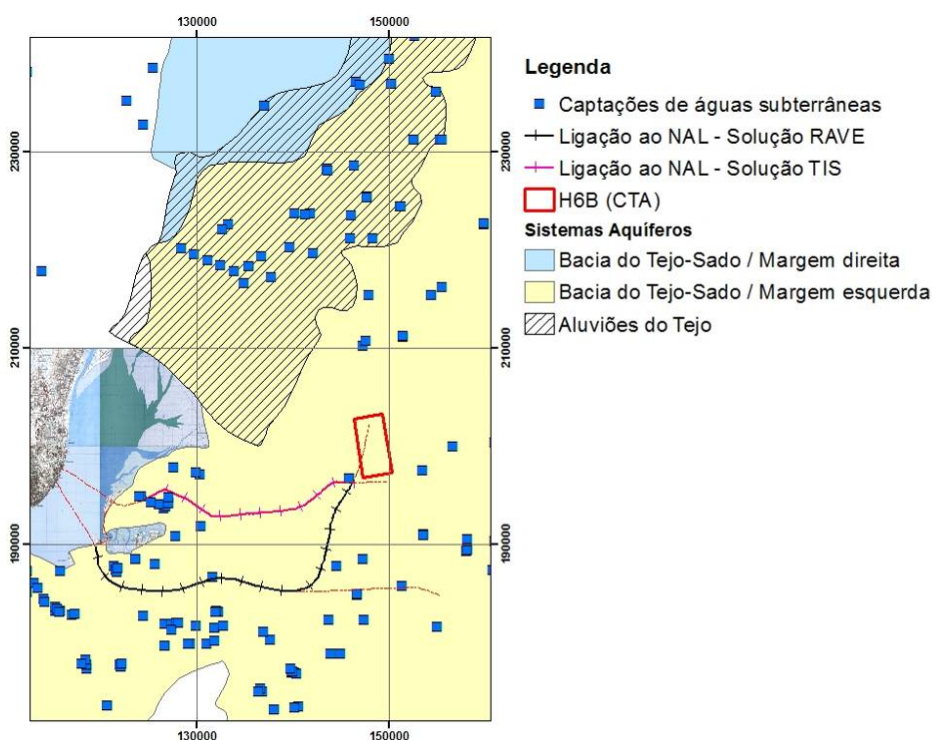 130000
150000
230000
230000
210000
210000
190000
190000
130000
150000
Legenda
Captações de águas subterrâneas
Ligação ao NAL - Solução RAVE
Ligação ao NAL - Solução TIS
H6B (CTA)
Sistemas Aquíferos
Bacia do Tejo-Sado / Margem direita
Bacia do Tejo-Sado / Margem esquerda
Aluviões do Tejo